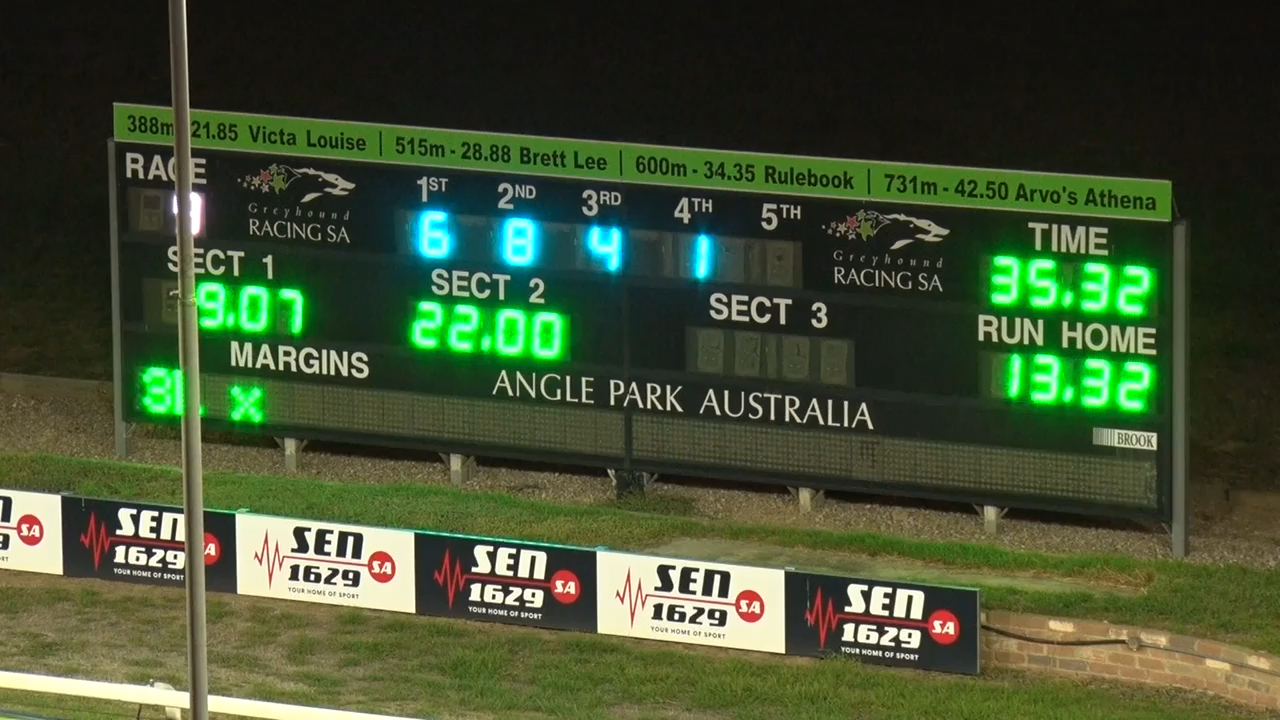 388m 21.85 Victa Louise | 515m - 28.88 Brett Lee | 600m - 34.35 Rulebook | 731m - 42.50 Arvo's Athena
RACE
Greyhound
RACING SA
1ST 2ND 3RD 4TH 5TH
6 8 4 1
Greyhound
RACING SA
TIME
35.32
SECT 1
9.07
SECT 2
22.00
SECT 3
RUN HOME
13.32
MARGINS
x
ANGLE PARK AUSTRALIA
BROOK
SA
SEN
1629
YOUR HOME OF SPORT
SEN
1629 SA
YOUR HOME OF SPORT
SEN
1629 SA
YOUR HOME OF SPORT
SEN
1629 SA
YOUR HOME OF SPORT
SEN
1629 SA
YOUR HOME OF SPORT